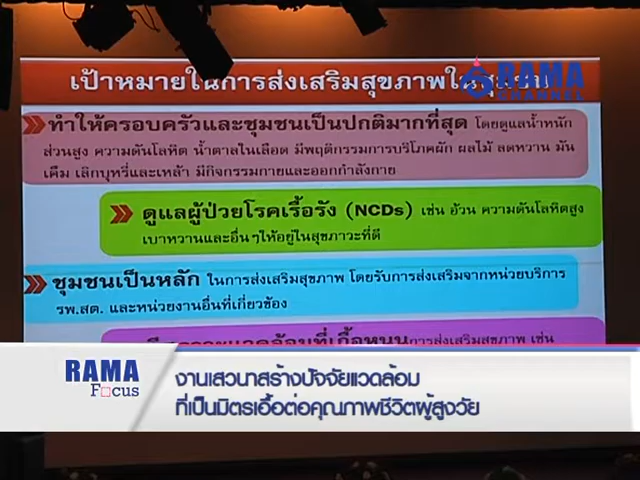 RAMA
CHANNEL
เป้าหมายในการส่งเสริมสุขภาพใน
ทำให้ครอบครัวและชุมชนเป็นปกติมากที่สุด โดยดูแลน้ำหนัก
ส่วนสูง ความดันโลหิต น้ำตาลในเลือด มีพฤติกรรมการบริโภคผัก ผลไม้ ลดหวาน มัน
เค็ม เลิกบุหรี่และเหล้า มีกิจกรรมกายและออกกำลังกาย
ดูแลผู้ป่วยโรคเรื้อรัง (NCDs) เช่น อ้วน ความดันโลหิตสูง
เบาหวานและอื่นๆให้อยู่ในสุขภาวะที่ดี
ชุมชนเป็นหลัก ในการส่งเสริมสุขภาพ โดยรับการส่งเสริมจากหน่วยบริการ
รพ.สต. และหน่วยงานอื่นที่เกี่ยวข้อง
การส่งเสริมสุขภาพ เช่น
RAMA
Focus
งานเสวนาสร้างปัจจัยแวดล้อม
ที่เป็นมิตรเอื้อต่อคุณภาพชีวิตผู้สูงวัย